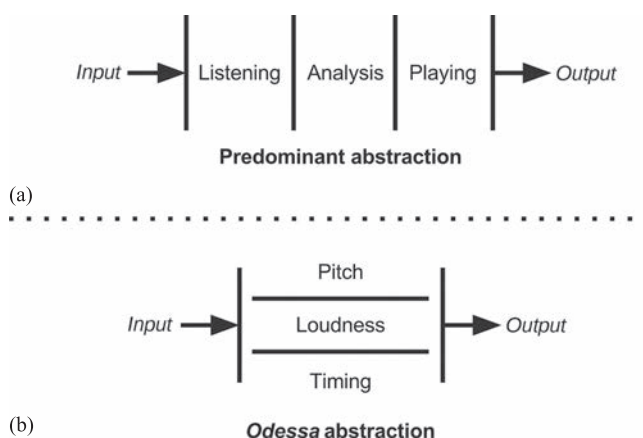 Input Listening Analysis Playing Output
Predominant abstraction
(a)
Pitch
Input Loudness Output
Timing
(b)
Odessa abstraction